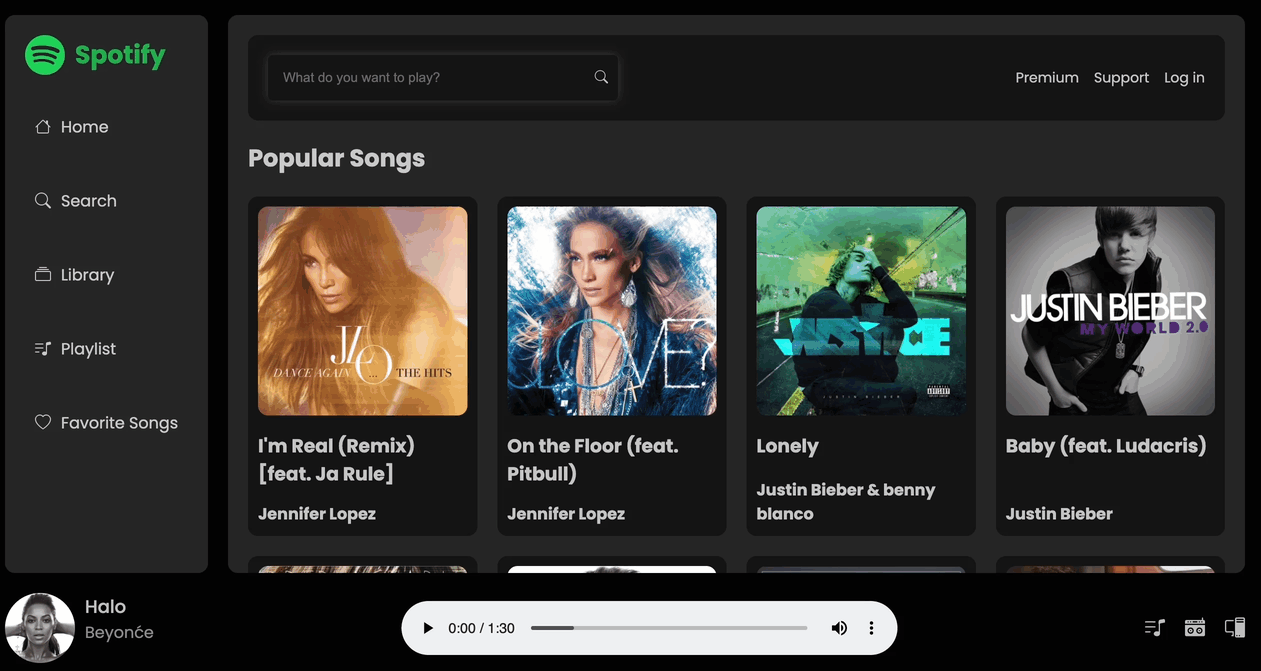 Spotify
Home
Search
Library
Playlist
Favorite Songs
What do you want to play?
Premium Support Log in
Popular Songs
JLO
DANCE AGAIN ... THE HITS
I'm Real (Remix)
[feat. Ja Rule]
Jennifer Lopez
LOVE?
On the Floor (feat.
Pitbull)
Jennifer Lopez
JUSTICE
JUSTIN BIEBER
Lonely
Justin Bieber & benny
blanco
JUSTIN BIEBER
MY WORLD 2.0
Baby (feat. Ludacris)
Justin Bieber
Halo
Beyonće
0:00 / 1:30